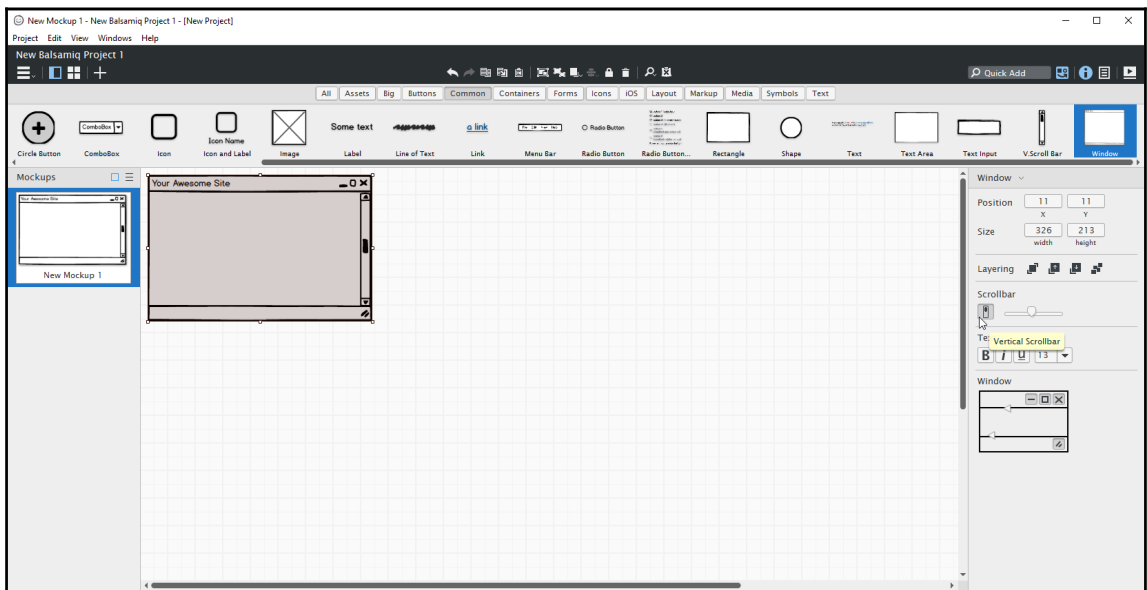 New Mockup 1 - New Balsamiq Project 1 - [New Project]
Project Edit View Windows Help
New Balsamiq Project 1
Quick Add
All Assets Big Buttons Common Containers Forms Icons iOS Layout Markup Media Symbols Text
ComboBox Icon Name Some text a link Radio Button
Circle Button ComboBox Icon Icon and Label Image Label Line of Text Link Menu Bar Radio Button Radio Button... Rectangle Shape Text Text Area Text Input V.Scroll Bar Window
Mockups
Your Awesome Site
New Mockup 1
Your Awesome Site
Window
Position 11 11
X Y
Size 326 213
width height
Layering
Scrollbar
Vertical Scrollbar
B i U 13
Window